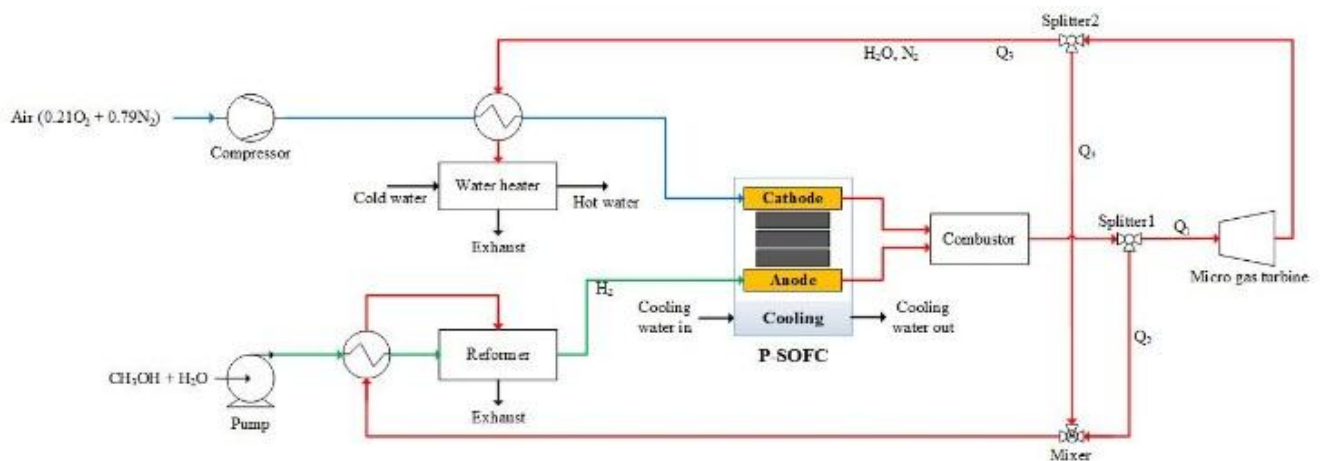 Splitter2
H₂O, N₂
Q₃
Air (0.21O₂ + 0.79N₂)
Compressor
Q₄
Cold water
Water heater
Hot water
Exhaust
Cathode
Anode
Cooling
P-SOFC
Combustor
Splitter1
Q₁
Micro gas turbine
H₂
Cooling
water in
Cooling
water out
Q₂
CH₃OH + H₂O
Pump
Reformer
Exhaust
Mixer